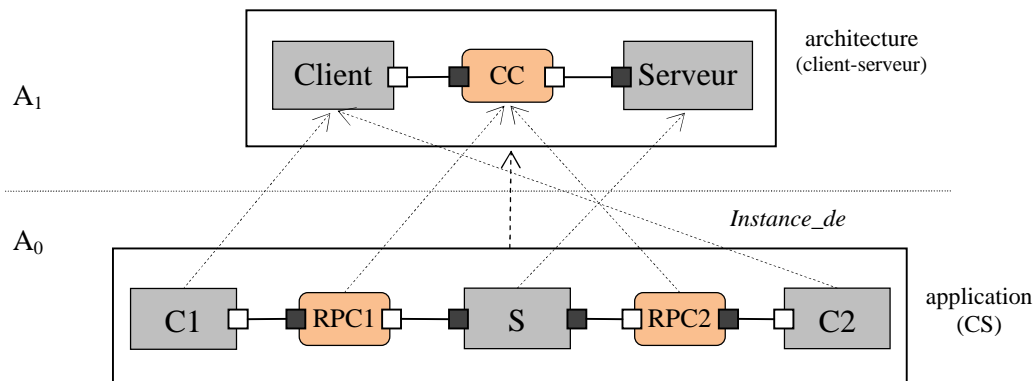 Client
CC
Serveur
architecture
(client-serveur)
A1
Instance_de
A0
C1
RPC1
S
RPC2
C2
application
(CS)